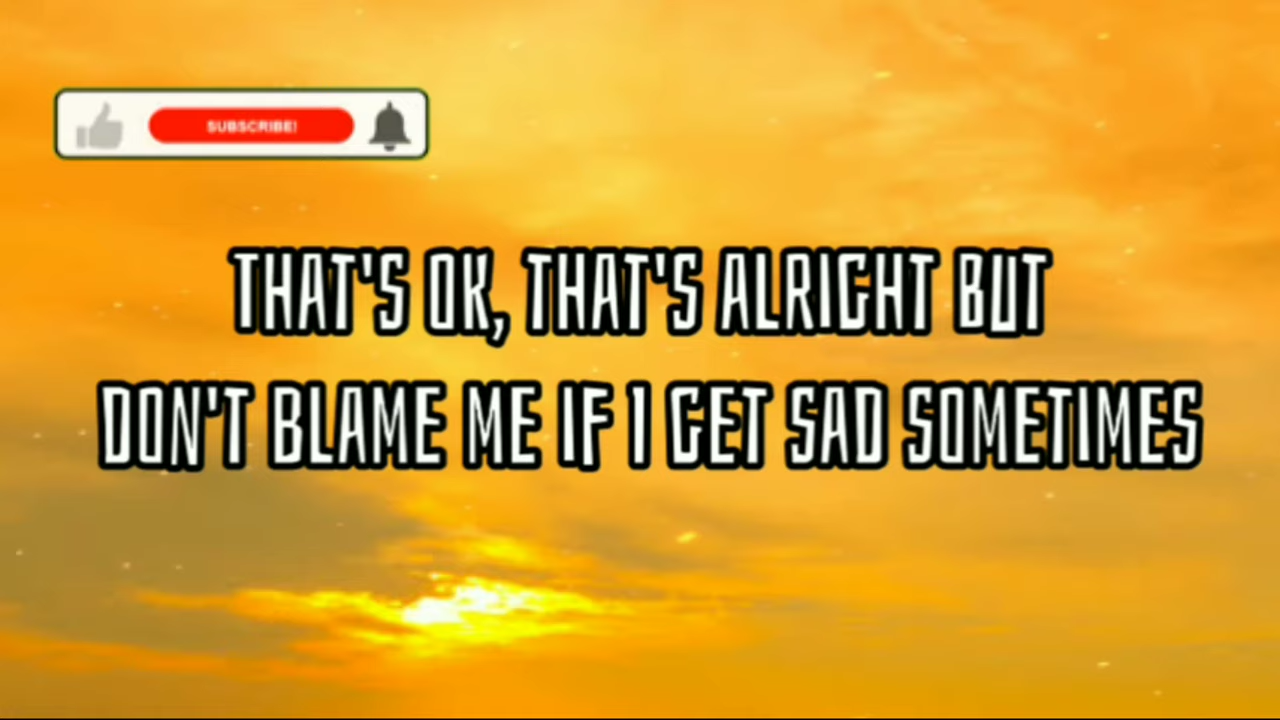 SUBSCRIBE!
THAT'S OK, THAT'S ALRIGHT BUT
DON'T BLAME ME IF I GET SAD SOMETIMES